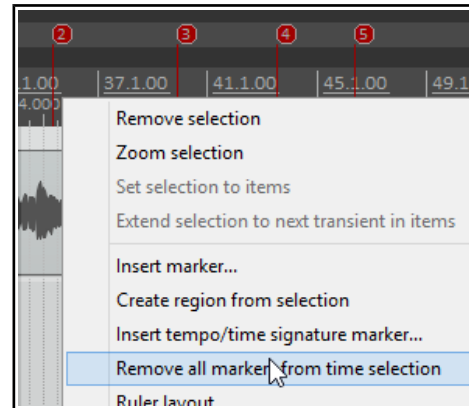 2 3 4 5
1.00 37.1.00 41.1.00 45.1.00 49.1
4.000
Remove selection
Zoom selection
Set selection to items
Extend selection to next transient in items
Insert marker...
Create region from selection
Insert tempo/time signature marker...
Remove all markers from time selection
Ruler layout